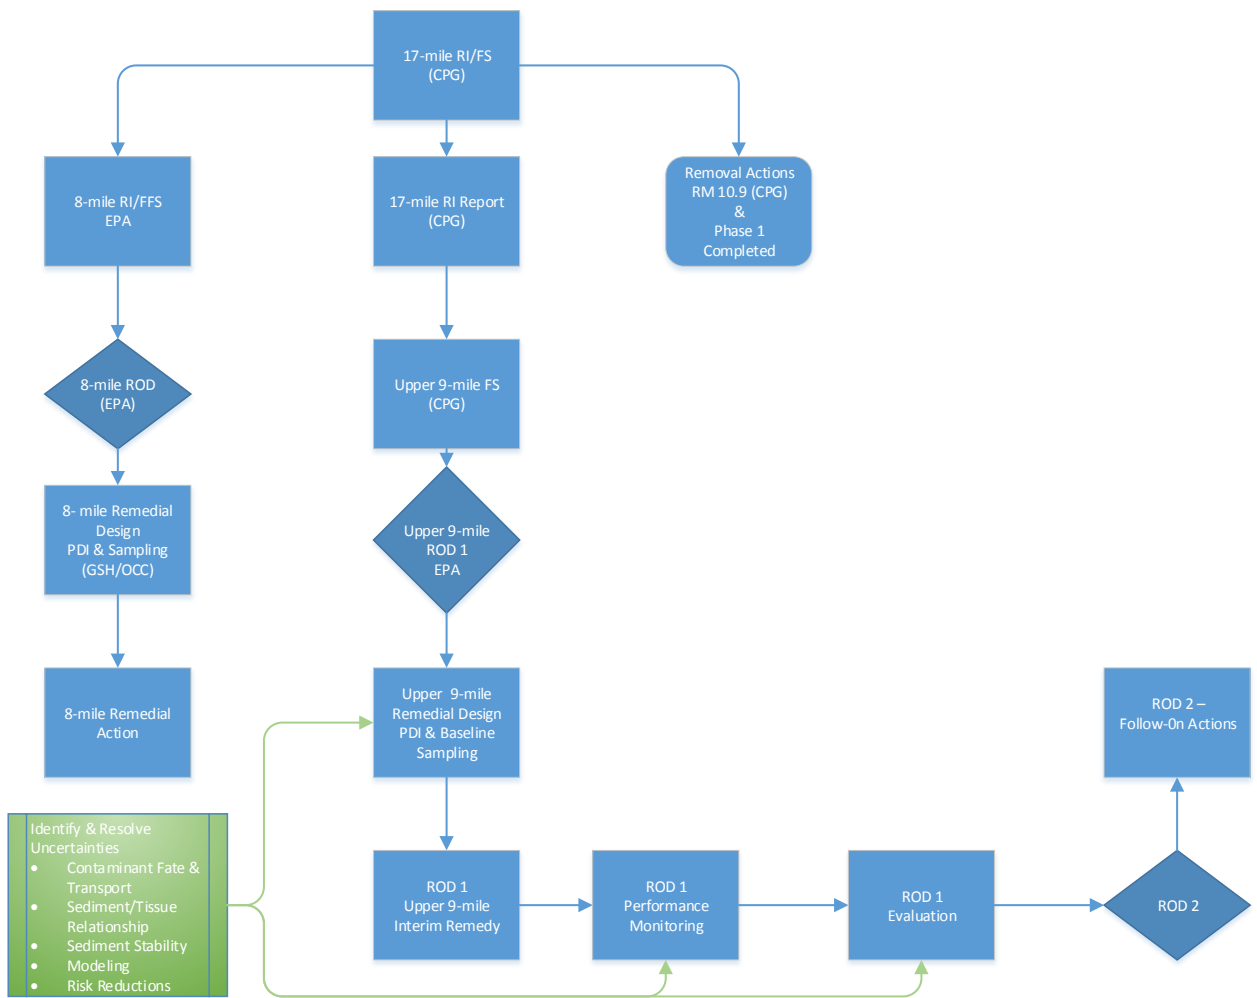 17-mile RI/FS
(CPG)
8-mile RI/FFS
EPA
17-mile RI Report
(CPG)
Removal Actions
RM 10.9 (CPG)
&
Phase 1
Completed
8-mile ROD
(EPA)
Upper 9-mile FS
(CPG)
8- mile Remedial
Design
PDI & Sampling
(GSH/OCC)
Upper 9-mile
ROD 1
EPA
8-mile Remedial
Action
Upper 9-mile
Remedial Design
PDI & Baseline
Sampling
ROD 2 –
Follow-0n Actions
Identify & Resolve
Uncertainties
• Contaminant Fate &
Transport
• Sediment/Tissue
Relationship
• Sediment Stability
• Modeling
• Risk Reductions
ROD 1
Upper 9-mile
Interim Remedy
ROD 1
Performance
Monitoring
ROD 1
Evaluation
ROD 2